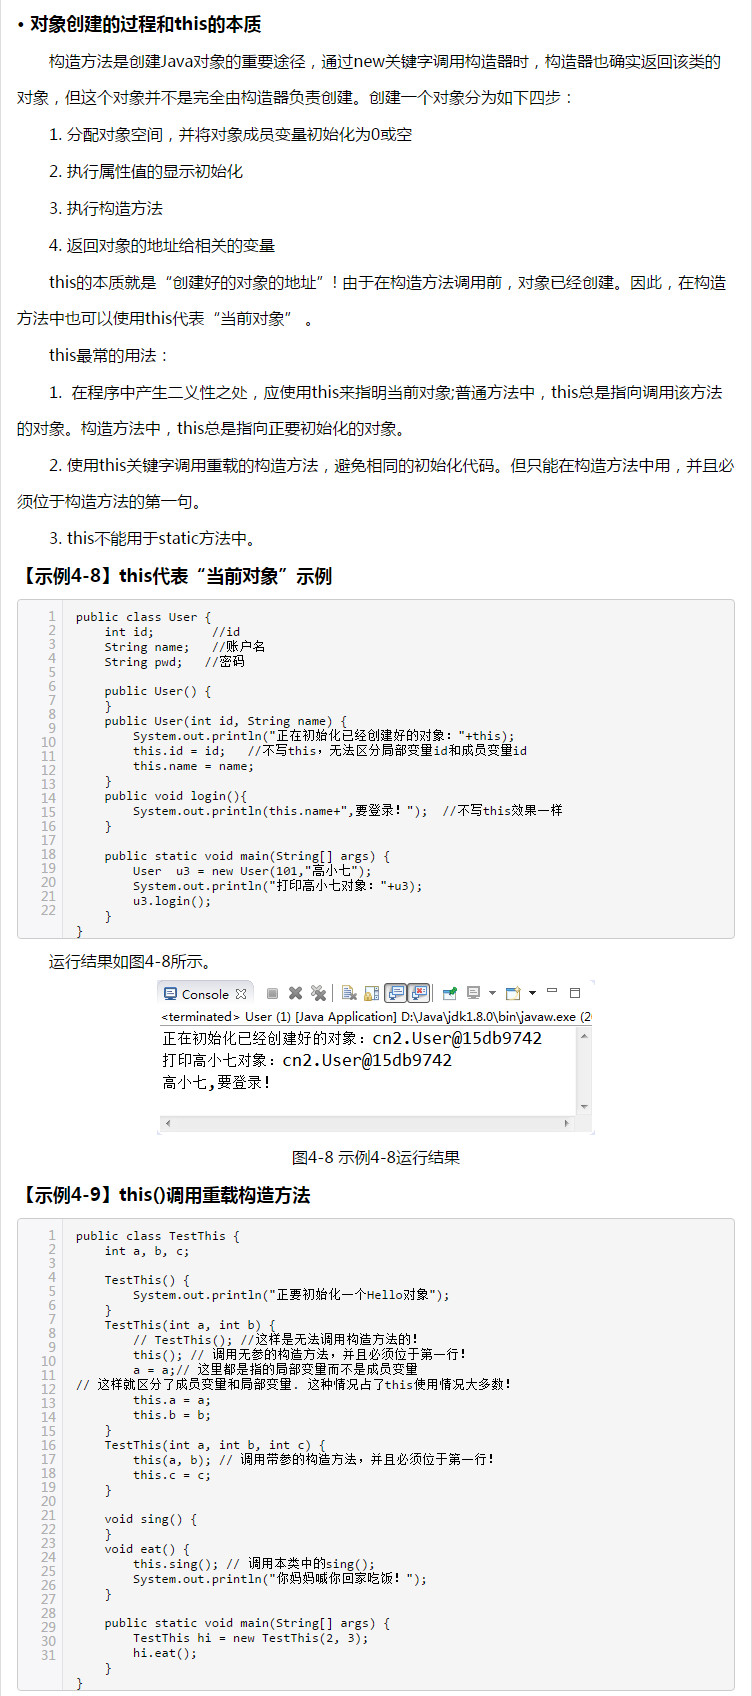 • 对象创建的过程和this的本质
构造方法是创建Java对象的重要途径，通过new关键字调用构造器时，构造器也确实返回该类的
对象，但这个对象并不是完全由构造器负责创建。创建一个对象分为如下四步：
1. 分配对象空间，并将对象成员变量初始化为0或空
2. 执行属性值的显示初始化
3. 执行构造方法
4. 返回对象的地址给相关的变量
this的本质就是“创建好的对象的地址”! 由于在构造方法调用前，对象已经创建。因此，在构造
方法中也可以使用this代表“当前对象” 。
this最常的用法：
1. 在程序中产生二义性之处，应使用this来指明当前对象;普通方法中，this总是指向调用该方法
的对象。构造方法中，this总是指向正要初始化的对象。
2. 使用this关键字调用重载的构造方法，避免相同的初始化代码。但只能在构造方法中用，并且必
须位于构造方法的第一句。
3. this不能用于static方法中。
【示例4-8】this代表“当前对象”示例
1 public class User {
2 int id; //id
3 String name; //账户名
4 String pwd; //密码
5
6 public User() {
7 }
8 public User(int id, String name) {
9 System.out.println("正在初始化已经创建好的对象："+this);
10 this.id = id; //不写this，无法区分局部变量id和成员变量id
11 this.name = name;
12 }
13 public void login(){
14 System.out.println(this.name+",要登录！"); //不写this效果一样
15 }
16
17 public static void main(String[] args) {
18 User u3 = new User(101,"高小七");
19 System.out.println("打印高小七对象："+u3);
20 u3.login();
21 }
22 }
运行结果如图4-8所示。
Console
<terminated> User (1) [Java Application] D:\Java\jdk1.8.0\bin\javaw.exe (20
正在初始化已经创建好的对象：cn2.User@15db9742
打印高小七对象：cn2.User@15db9742
高小七,要登录！
图4-8 示例4-8运行结果
【示例4-9】this()调用重载构造方法
1 public class TestThis {
2 int a, b, c;
3
4 TestThis() {
5 System.out.println("正要初始化一个Hello对象");
6 }
7 TestThis(int a, int b) {
8 // TestThis(); //这样是无法调用构造方法的！
9 this(); // 调用无参的构造方法，并且必须位于第一行！
10 a = a;// 这里都是指的局部变量而不是成员变量
11 // 这样就区分了成员变量和局部变量. 这种情况占了this使用情况大多数！
12 this.a = a;
13 this.b = b;
14 }
15 TestThis(int a, int b, int c) {
16 this(a, b); // 调用带参的构造方法，并且必须位于第一行！
17 this.c = c;
18 }
19
20 void sing() {
21 }
22 void eat() {
23 this.sing(); // 调用本类中的sing();
24 System.out.println("你妈妈喊你回家吃饭！");
25 }
26
27 public static void main(String[] args) {
28 TestThis hi = new TestThis(2, 3);
29 hi.eat();
30 }
31 }